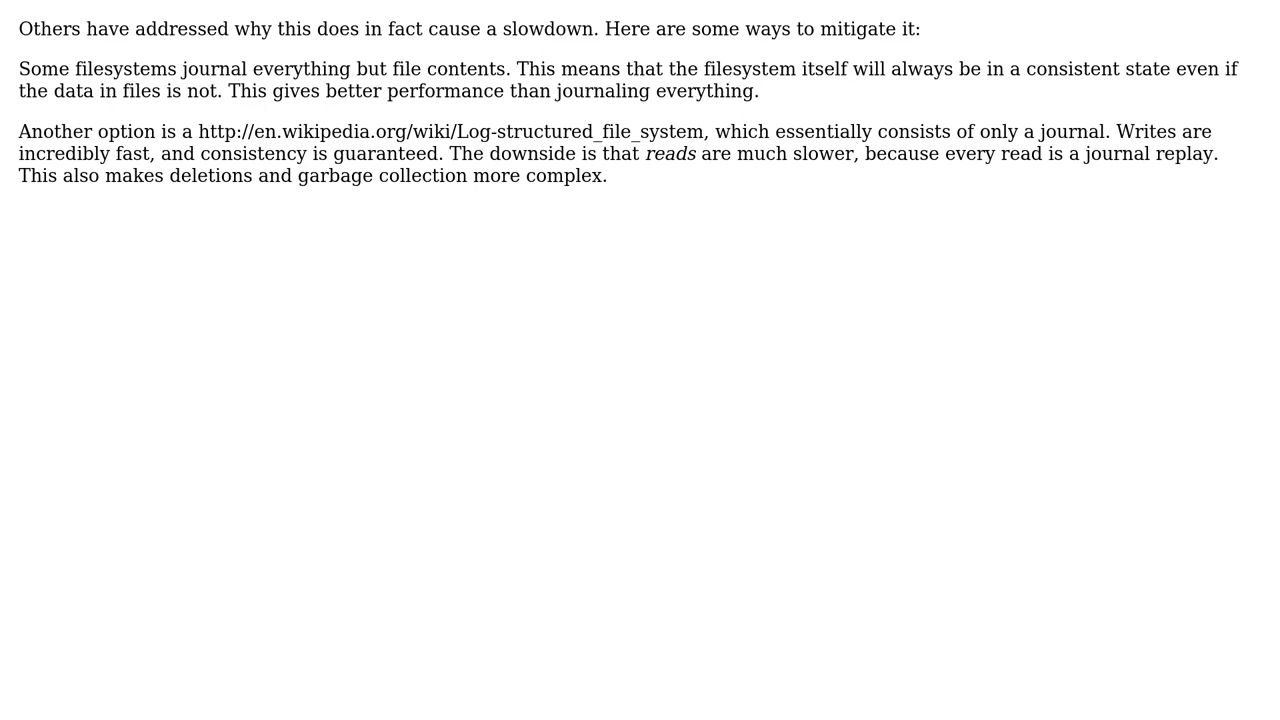 Others have addressed why this does in fact cause a slowdown. Here are some ways to mitigate it:
Some filesystems journal everything but file contents. This means that the filesystem itself will always be in a consistent state even if
the data in files is not. This gives better performance than journaling everything.
Another option is a http://en.wikipedia.org/wiki/Log-structured_file_system, which essentially consists of only a journal. Writes are
incredibly fast, and consistency is guaranteed. The downside is that reads are much slower, because every read is a journal replay.
This also makes deletions and garbage collection more complex.